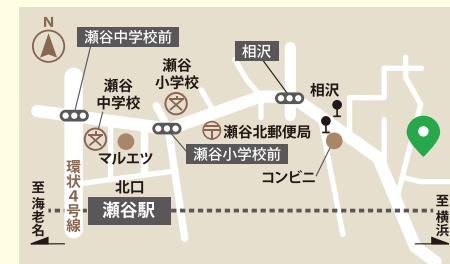 N
瀬谷中学校前
相沢
瀬谷
小学校
瀬谷
中学校
相沢
文
文
瀬谷北郵便局
マルエツ
瀬谷小学校前
コンビニ
環状4号線
北口
瀬谷駅
至海老名
至横浜